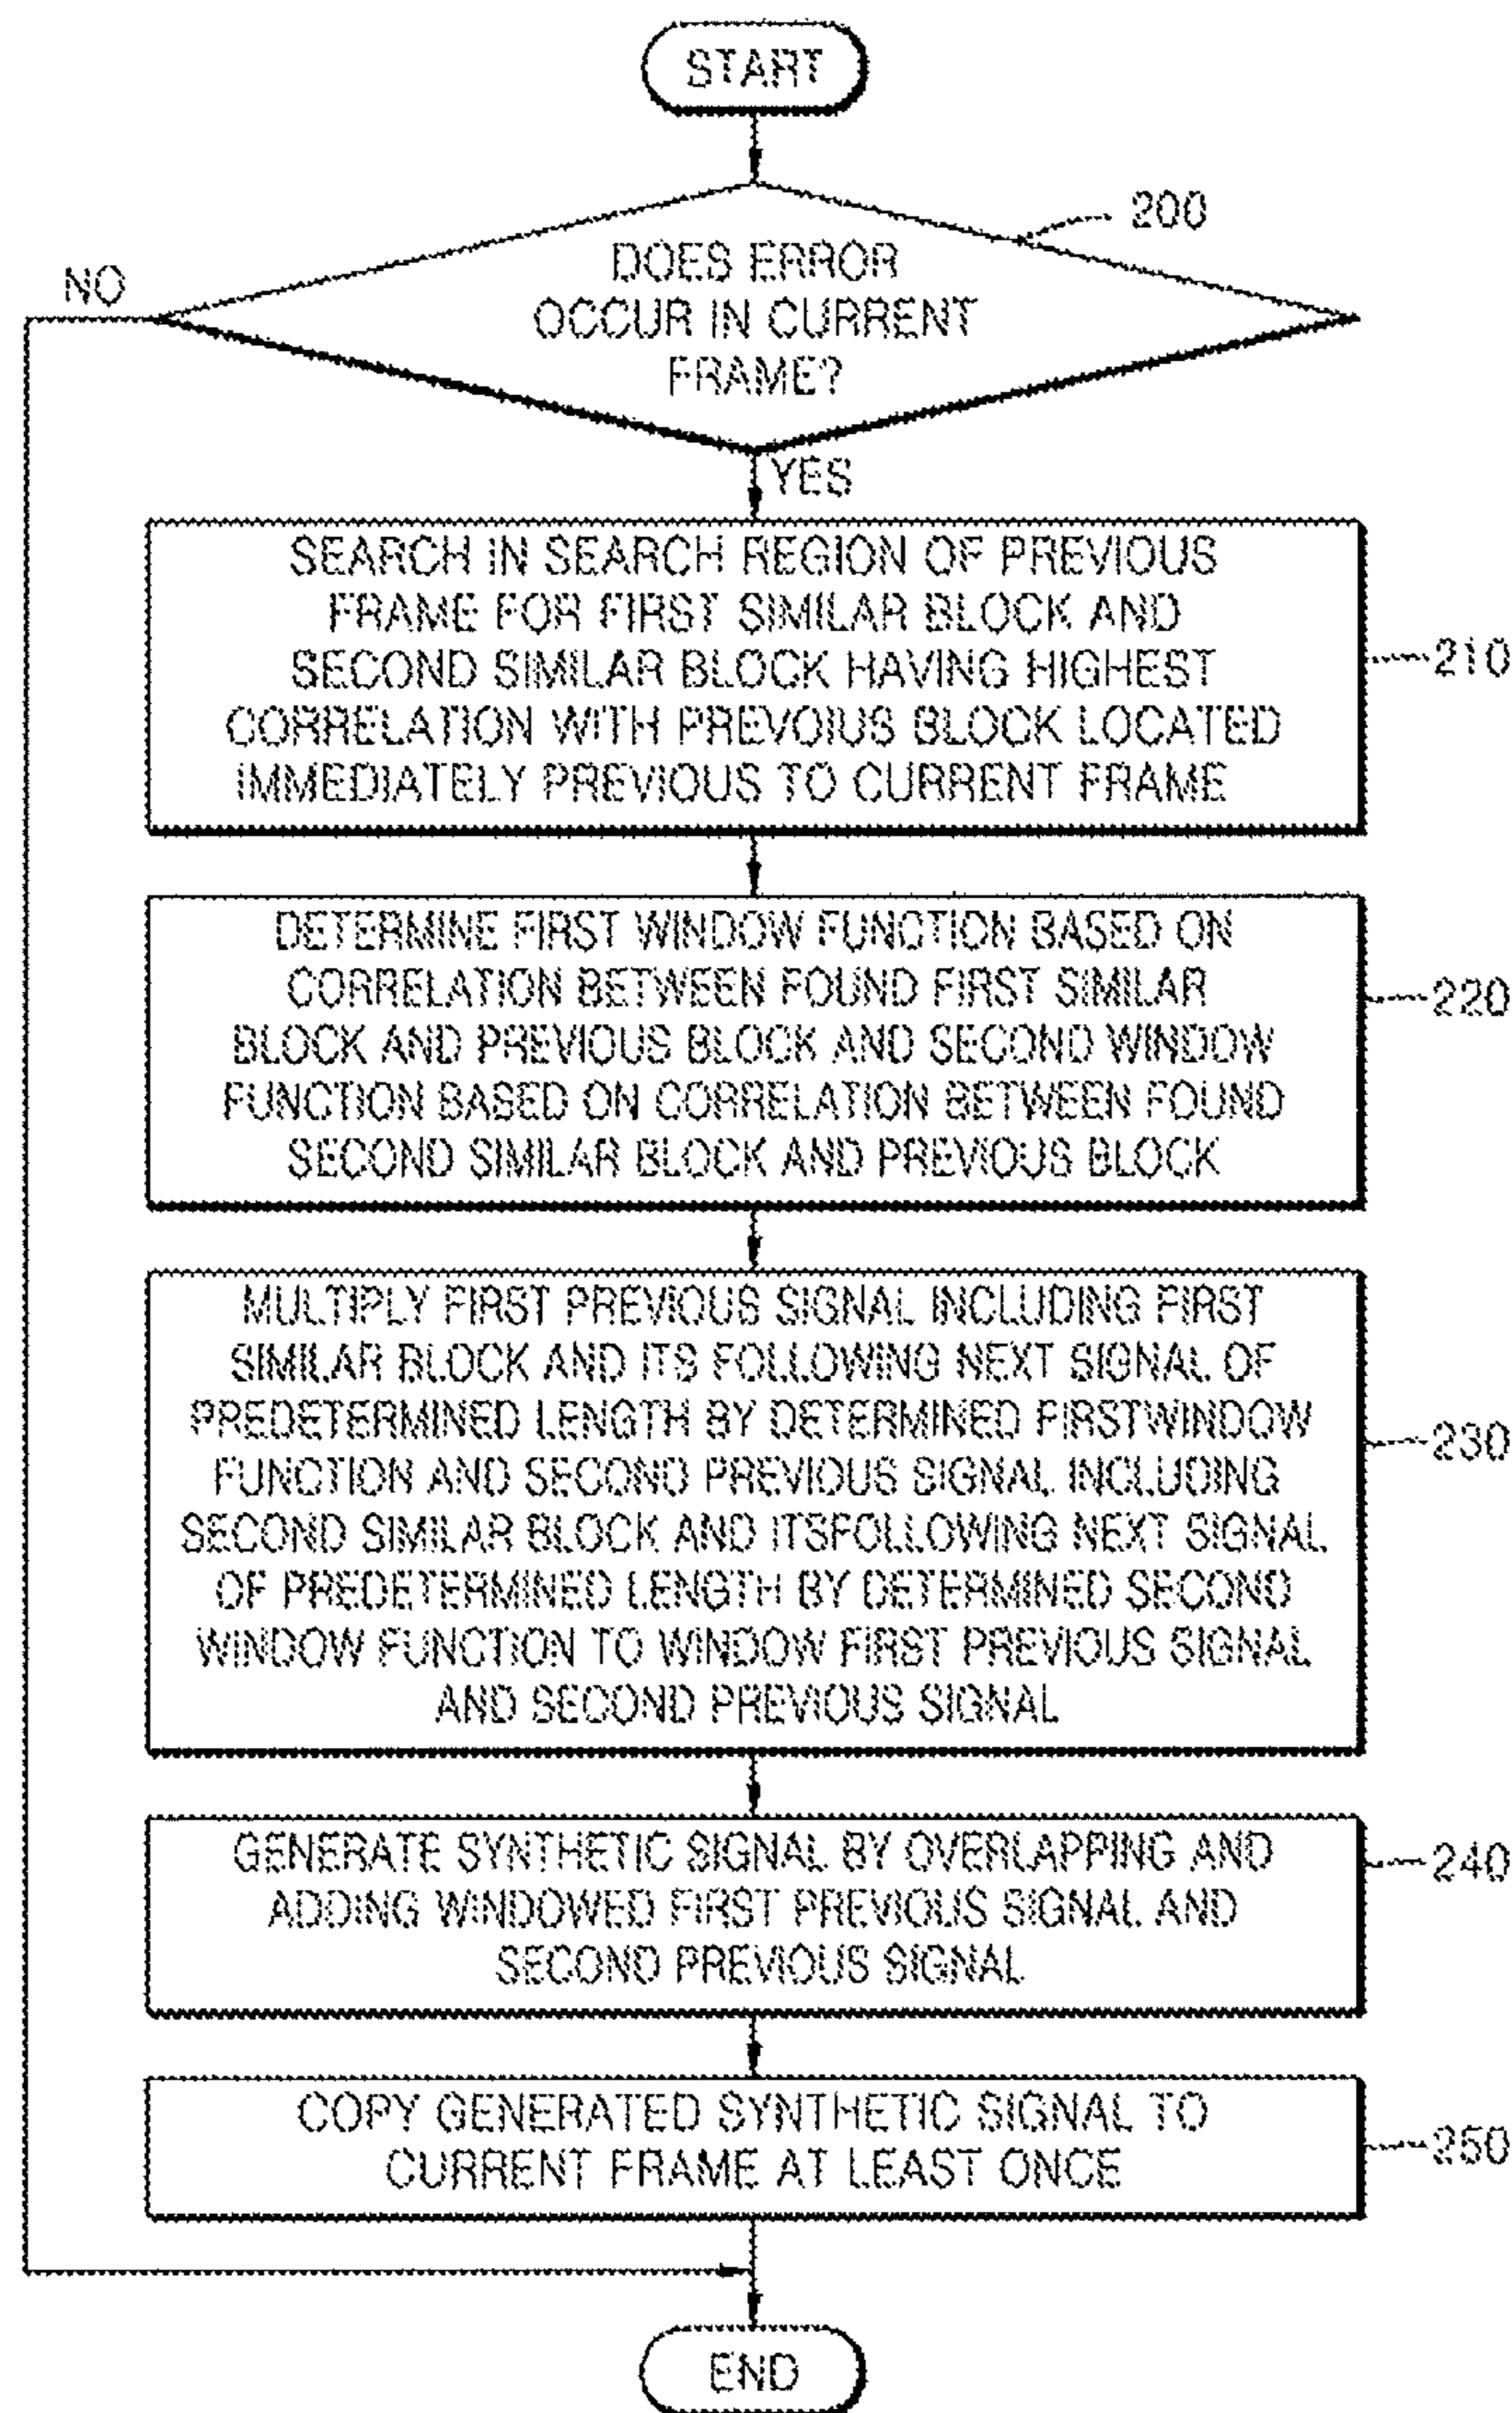 START
200
DOES ERROR
OCCUR IN CURRENT
FRAME?
NO
YES
SEARCH IN SEARCH REGION OF PREVIOUS
FRAME FOR FIRST SIMILAR BLOCK AND
SECOND SIMILAR BLOCK HAVING HIGHEST
CORRELATION WITH PREVOIUS BLOCK LOCATED
IMMEDIATELY PREVIOUS TO CURRENT FRAME
210
DETERMINE FIRST WINDOW FUNCTION BASED ON
CORRELATION BETWEEN FOUND FIRST SIMILAR
BLOCK AND PREVIOUS BLOCK AND SECOND WINDOW
FUNCTION BASED ON CORRELATION BETWEEN FOUND
SECOND SIMILAR BLOCK AND PREVIOUS BLOCK
220
MULTIPLY FIRST PREVIOUS SIGNAL INCLUDING FIRST
SIMILAR BLOCK AND ITS FOLLOWING NEXT SIGNAL OF
PREDETERMINED LENGTH BY DETERMINED FIRSTWINDOW
FUNCTION AND SECOND PREVIOUS SIGNAL INCLUDING
SECOND SIMILAR BLOCK AND ITSFOLLOWING NEXT SIGNAL
OF PREDETERMINED LENGTH BY DETERMINED SECOND
WINDOW FUNCTION TO WINDOW FIRST PREVIOUS SIGNAL
AND SECOND PREVIOUS SIGNAL
230
GENERATE SYNTHETIC SIGNAL BY OVERLAPPING AND
ADDING WINDOWED FIRST PREVIOUS SIGNAL AND
SECOND PREVIOUS SIGNAL
240
COPY GENERATED SYNTHETIC SIGNAL TO
CURRENT FRAME AT LEAST ONCE
250
END